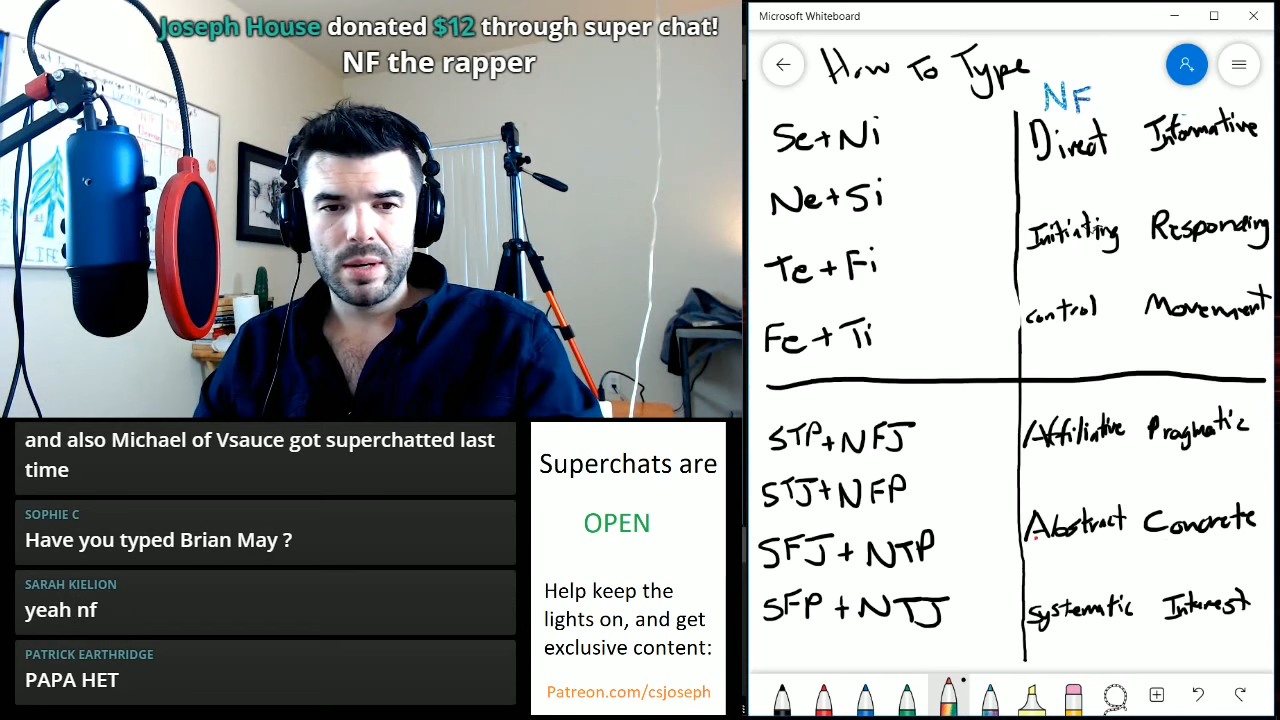 Joseph House donated $12 through super chat!
NF the rapper
LIFE
and also Michael of Vsauce got superchatted last
time
SOPHIE C
Have you typed Brian May ?
SARAH KIELION
yeah nf
PATRICK EARTHRIDGE
PAPA HET
Superchats are
OPEN
Help keep the
lights on, and get
exclusive content:
Patreon.com/csjoseph
Microsoft Whiteboard
How To Type
NF
Se+Ni
Ne+Si
Te+Fi
Fe+Ti
Direct Informative
Initiating Responding
control Movement
STP+NFJ
STJ+NFP
SFJ+NTP
SFP+NTJ
Affiliative Pragmatic
Abstract Concrete
Systematic Interest